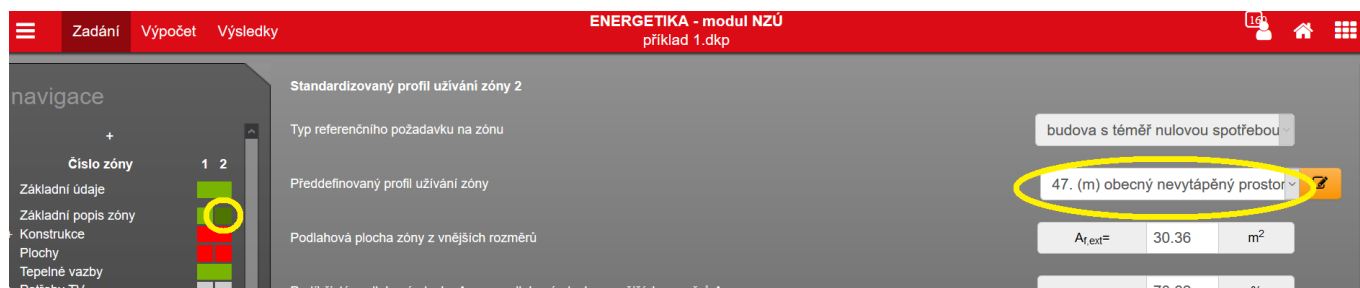 ENERGETIKA - modul NZÚ
Zadání Výpočet Výsledky
příklad 1.dkp
navigace
+
Číslo zóny 1 2
Základní údaje
Základní popis zóny
+ Konstrukce
Plochy
Tepelné vazby
Standardizovaný profil užívání zóny 2
Typ referenčního požadavku na zónu budova s téměř nulovou spotřebou
Předdefinovaný profil užívání zóny 47. (m) obecný nevytápěný prostor
Podlahová plocha zóny z vnějších rozměrů Af,ext= 30.36 m²